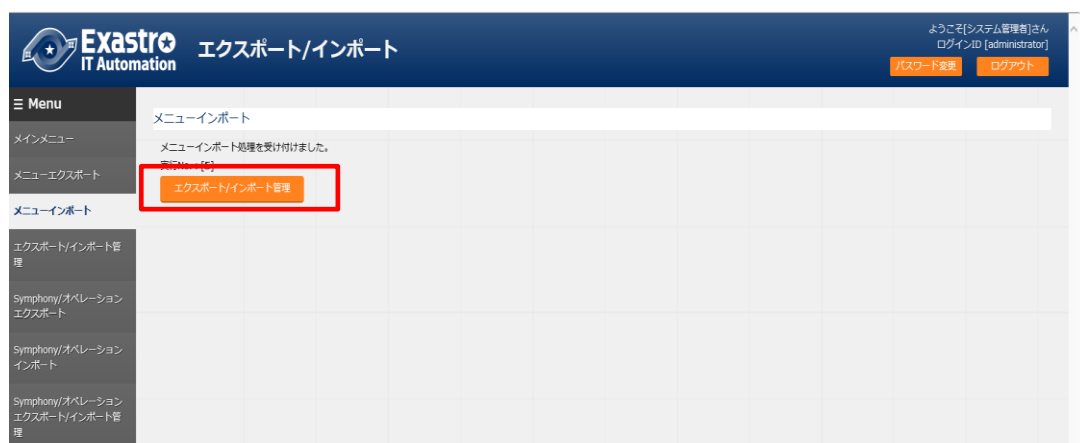 Exastro
IT Automation
エクスポート/インポート
ようこそ[システム管理者]さん
ログインID [administrator]
パスワード変更
ログアウト
Menu
メインメニュー
メニューエクスポート
メニューインポート
エクスポート/インポート管
理
Symphony/オペレーション
エクスポート
Symphony/オペレーション
インポート
Symphony/オペレーション
エクスポート/インポート管
理
メニューインポート
メニューインポート処理を受け付けました。
実行No.: [5]
エクスポート/インポート管理